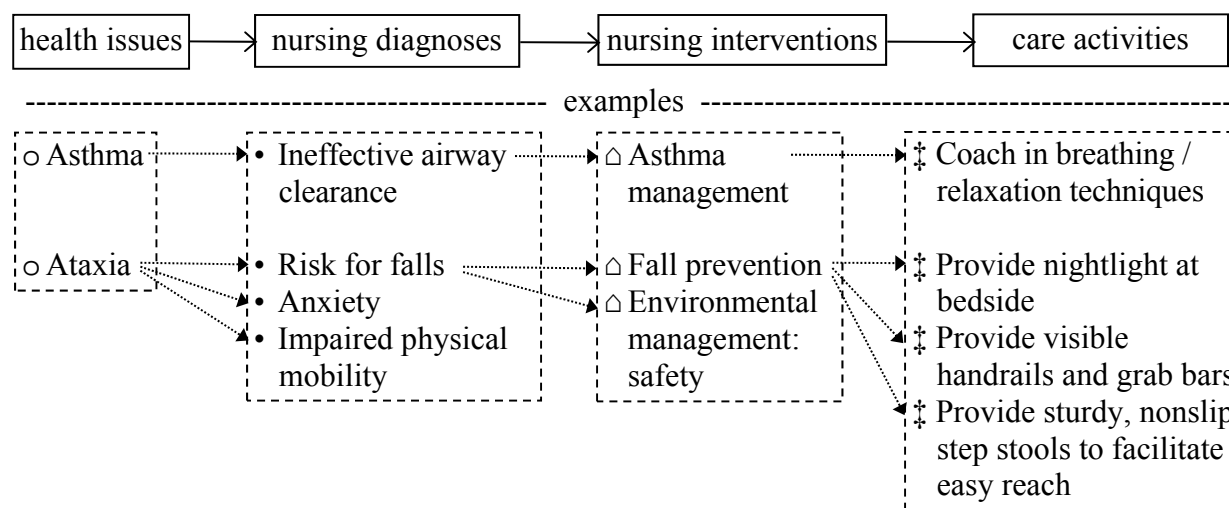 health issues
nursing diagnoses
nursing interventions
care activities
examples
o Asthma
o Ataxia
• Ineffective airway
clearance
• Risk for falls
• Anxiety
• Impaired physical
mobility
⌂ Asthma
management
⌂ Fall prevention
⌂ Environmental
management:
safety
‡ Coach in breathing /
relaxation techniques
‡ Provide nightlight at
bedside
‡ Provide visible
handrails and grab bars
‡ Provide sturdy, nonslip
step stools to facilitate
easy reach